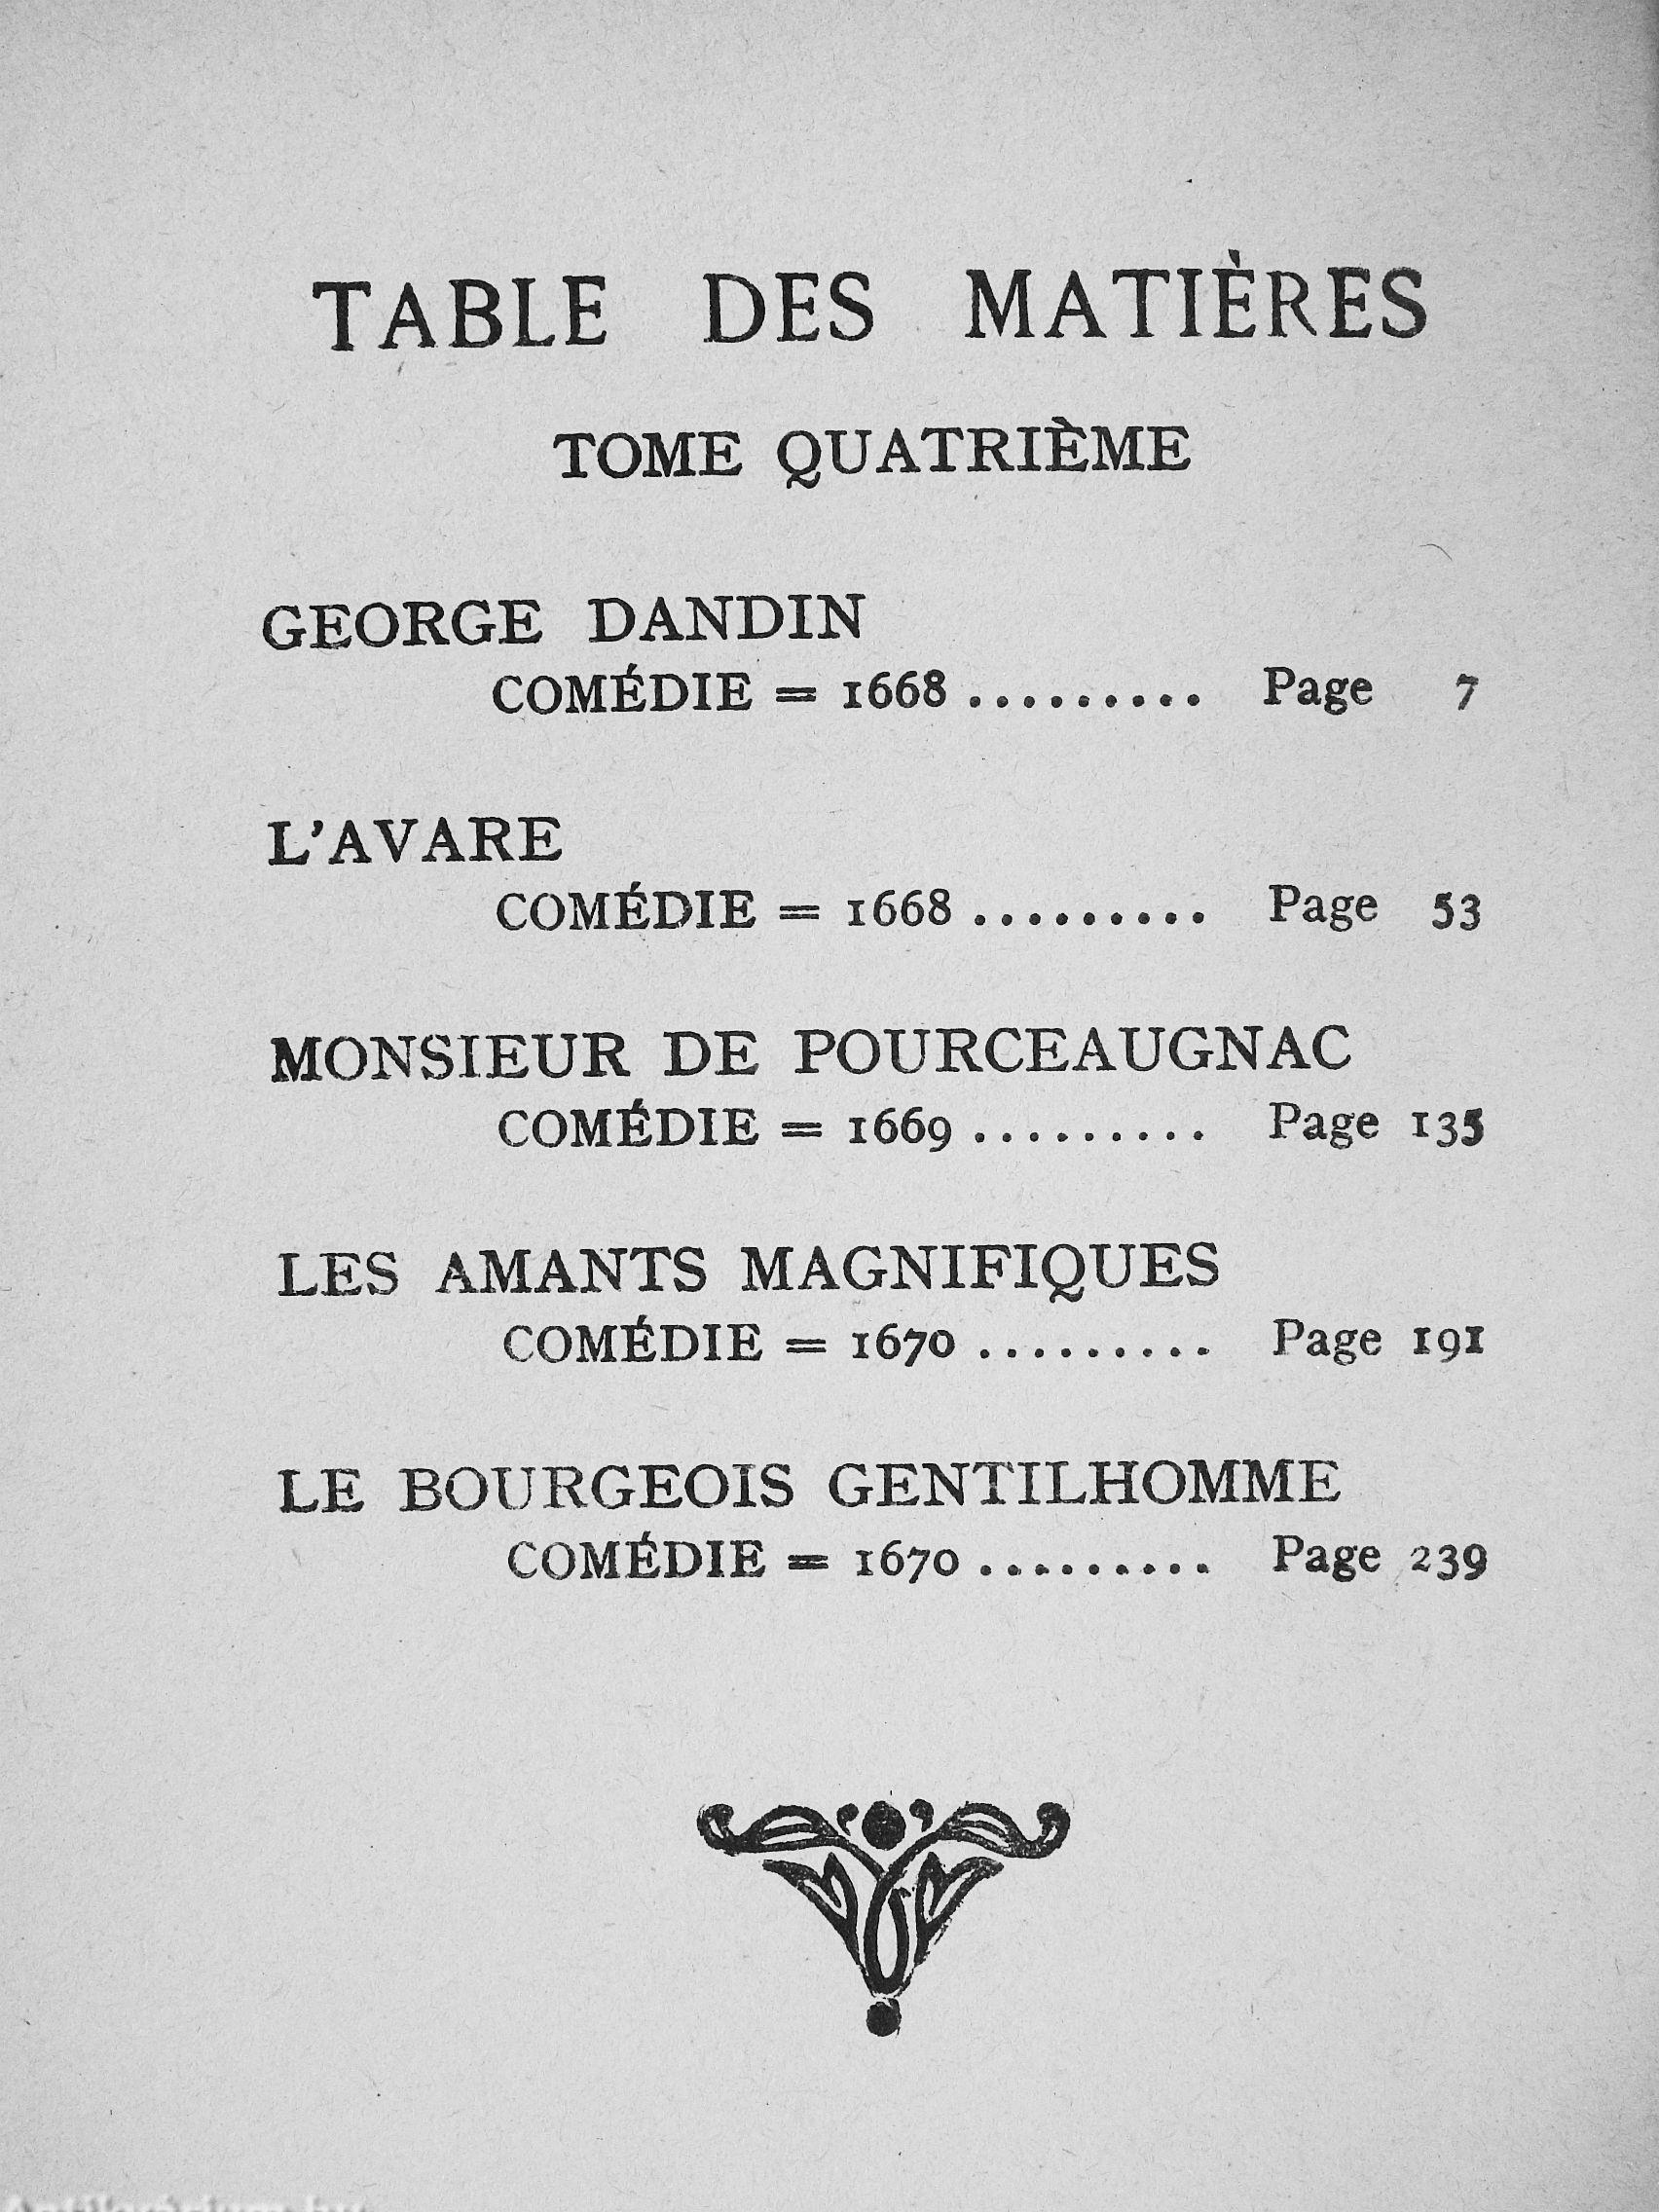 TABLE DES MATIÈRES
TOME QUATRIÈME
GEORGE DANDIN
COMÉDIE = 1668 ......... Page 7
L'AVARE
COMÉDIE = 1668 ......... Page 53
MONSIEUR DE POURCEAUGNAC
COMÉDIE = 1669 ......... Page 135
LES AMANTS MAGNIFIQUES
COMÉDIE = 1670 ......... Page 191
LE BOURGEOIS GENTILHOMME
COMÉDIE = 1670 ......... Page 239